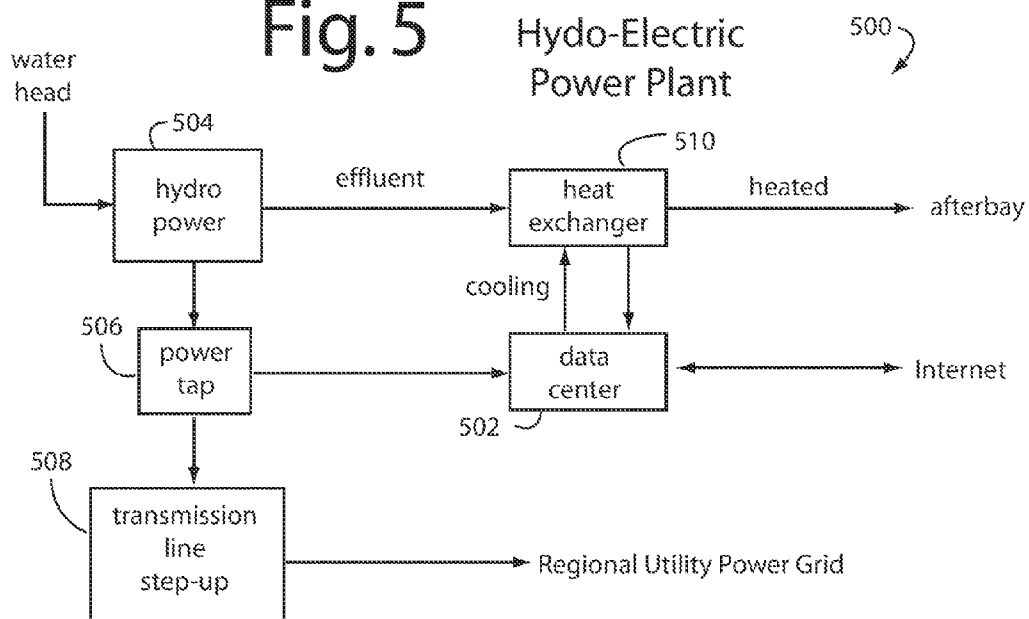 Fig. 5
Hydo-Electric
Power Plant
500
water
head
504
hydro
power
effluent
510
heat
exchanger
heated
afterbay
cooling
506
power
tap
data
center
502
Internet
508
transmission
line
step-up
Regional Utility Power Grid